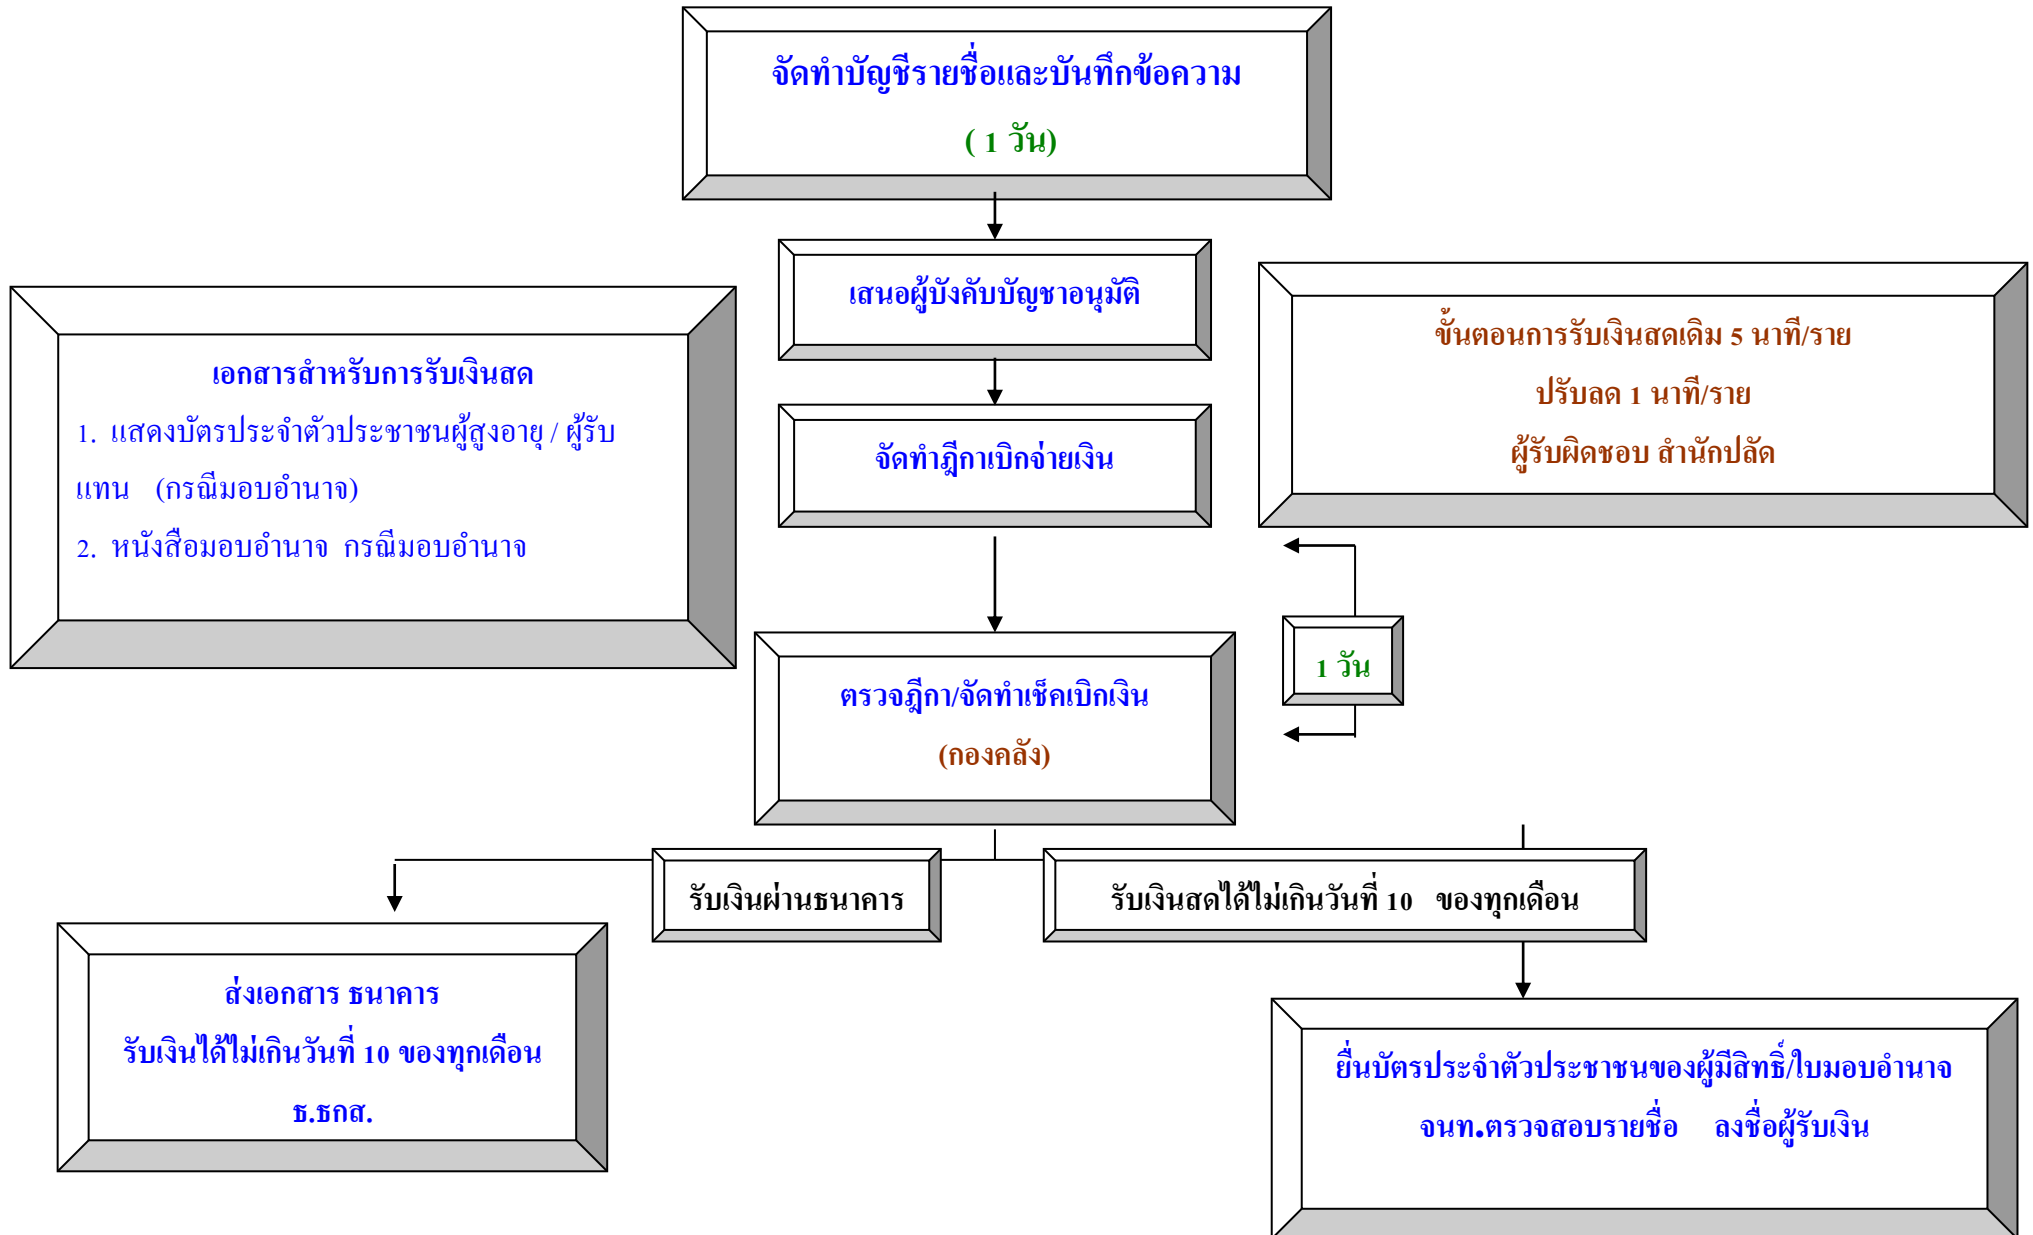 จัดทำบัญชีรายชื่อและบันทึกข้อความ
( 1 วัน)
เสนอผู้บังคับบัญชาอนุมัติ
เอกสารสำหรับการรับเงินสด
1. แสดงบัตรประจำตัวประชาชนผู้สูงอายุ / ผู้รับ
แทน (กรณีมอบอำนาจ)
2. หนังสือมอบอำนาจ กรณีมอบอำนาจ
ขั้นตอนการรับเงินสดเดิม 5 นาที/ราย
ปรับลด 1 นาที/ราย
ผู้รับผิดชอบ สำนักปลัด
จัดทำฎีกาเบิกจ่ายเงิน
1 วัน
ตรวจฎีกา/จัดทำเช็คเบิกเงิน
(กองคลัง)
รับเงินผ่านธนาคาร
รับเงินสดได้ไม่เกินวันที่ 10 ของทุกเดือน
ส่งเอกสาร ธนาคาร
รับเงินได้ไม่เกินวันที่ 10 ของทุกเดือน
ธ.ธกส.
ยื่นบัตรประจำตัวประชาชนของผู้มีสิทธิ์/ใบมอบอำนาจ
จนท.ตรวจสอบรายชื่อ ลงชื่อผู้รับเงิน